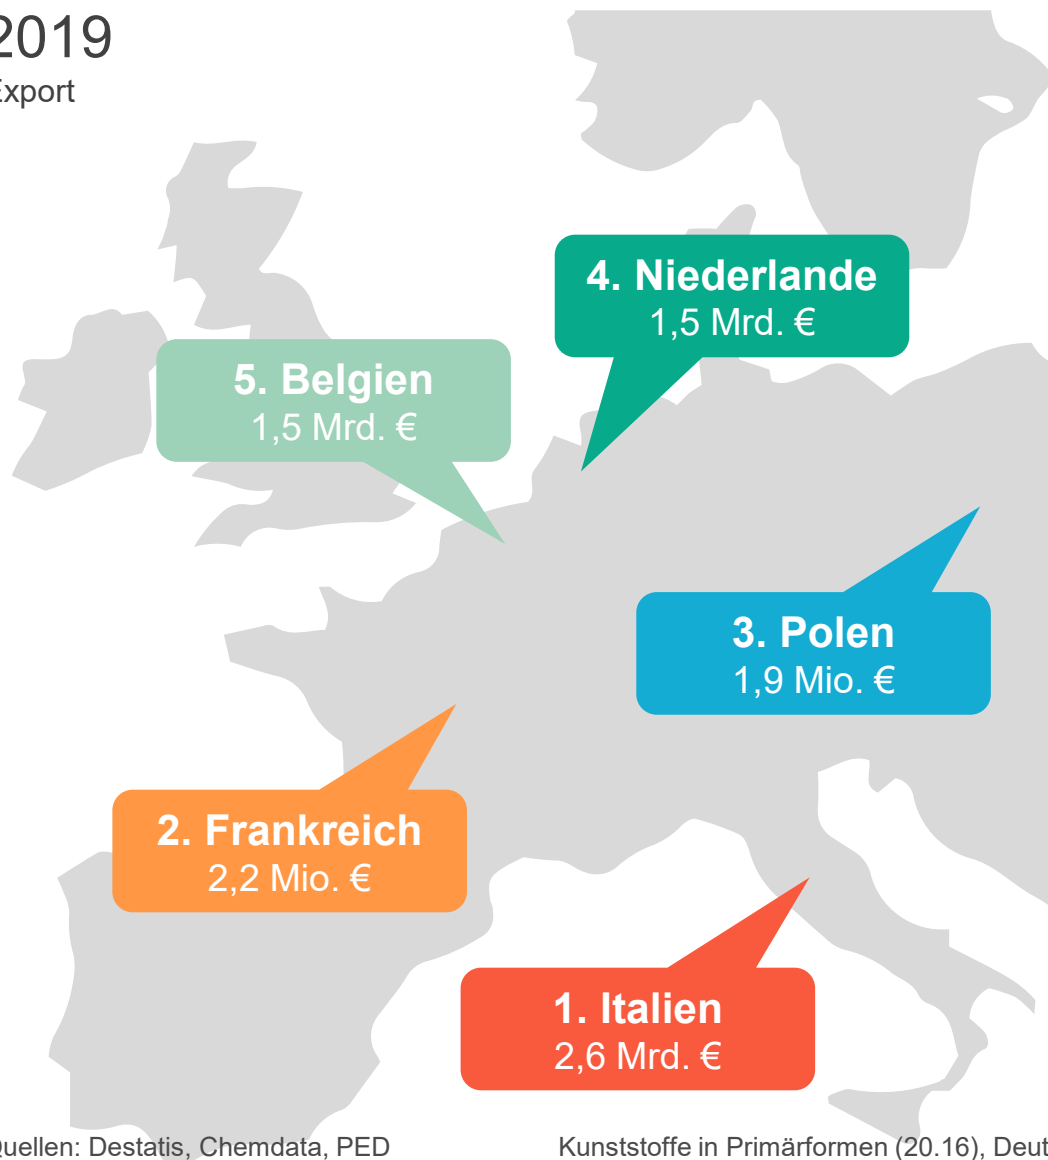 2019
Export
4. Niederlande
1,5 Mrd. €
5. Belgien
1,5 Mrd. €
3. Polen
1,9 Mio. €
2. Frankreich
2,2 Mio. €
1. Italien
2,6 Mrd. €
Quellen: Destatis, Chemdata, PED
Kunststoffe in Primärformen (20.16), Deut